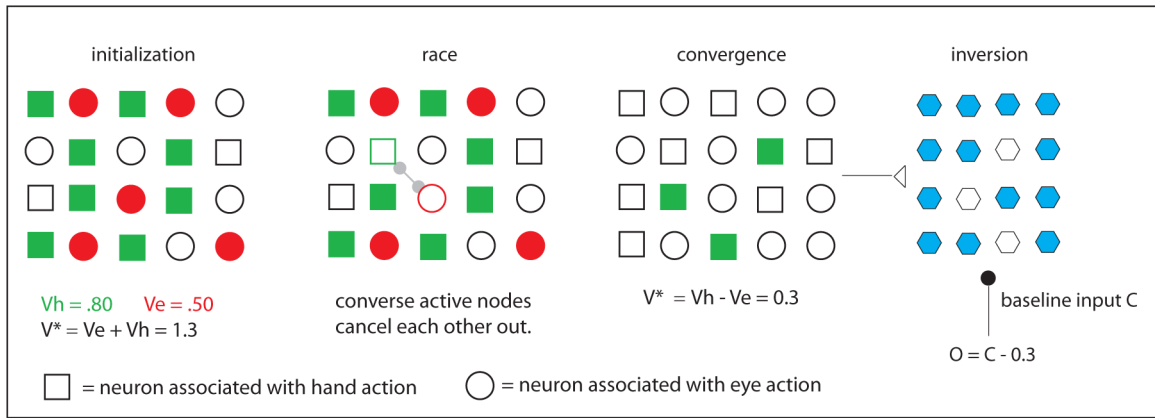 initialization
race
convergence
inversion
Vh = .80 Ve = .50
V* = Ve + Vh = 1.3
converse active nodes
cancel each other out.
V* = Vh - Ve = 0.3
baseline input C
O = C - 0.3
= neuron associated with hand action
= neuron associated with eye action